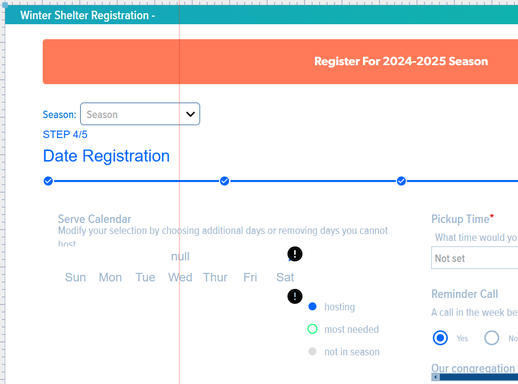 Winter Shelter Registration -
Register For 2024-2025 Season
Season: Season
STEP 4/5
Date Registration
Serve Calendar
Modify your selection by choosing additional days or removing days you cannot
host
null
Sun Mon Tue Wed Thur Fri Sat
hosting
most needed
not in season
Pickup Time*
What time would yo
Not set
Reminder Call
A call in the week be
Yes No
Our congregation